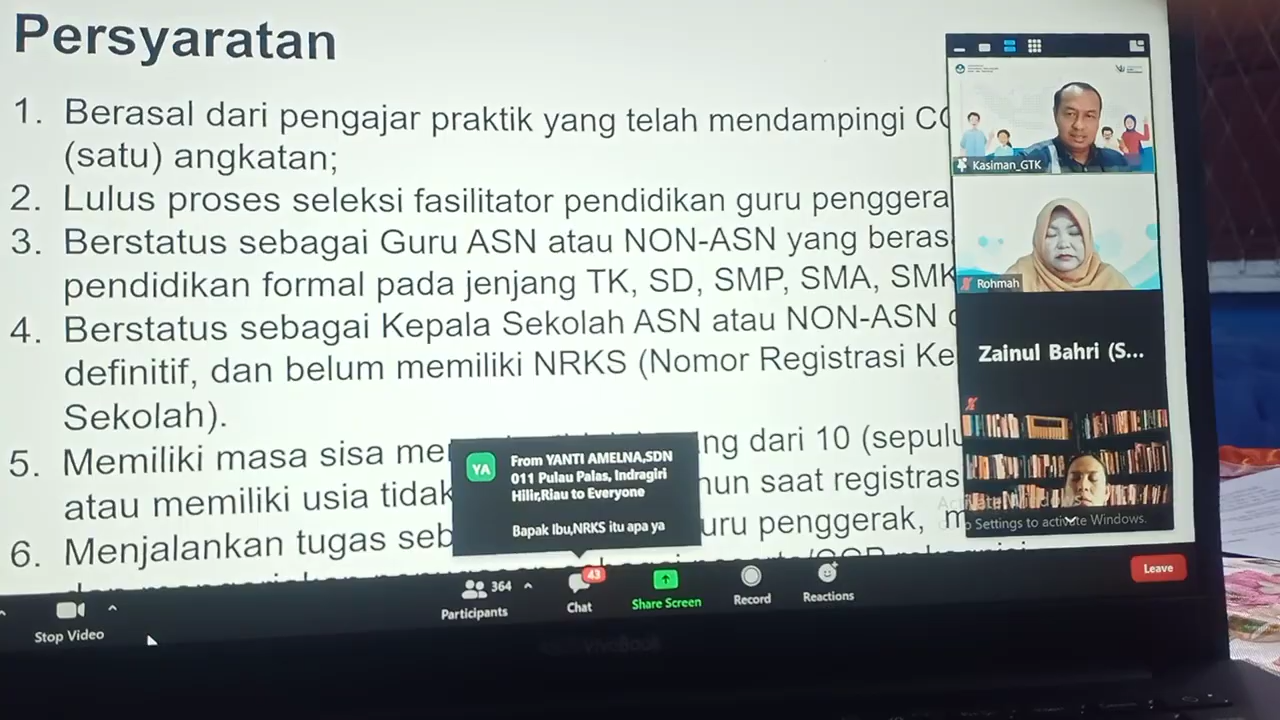 Persyaratan
1. Berasal dari pengajar praktik yang telah mendampingi
(satu) angkatan;
2. Lulus proses seleksi fasilitator pendidikan guru penggera
3. Berstatus sebagai Guru ASN atau NON-ASN yang beras
pendidikan formal pada jenjang TK, SD, SMP, SMA, SMK
4. Berstatus sebagai Kepala Sekolah ASN atau NON-ASN
definitif, dan belum memiliki NRKS (Nomor Registrasi Ke
Sekolah).
5. Memiliki masa sisa me ng dari 10 (sepulu
atau memiliki usia tidak hun saat registras
6. Menjalankan tugas seb uru penggerak, m
Kasiman_GTK
Rohmah
Zainul Bahri (S...
Activate Windows
Settings to activate Windows.
YA
From YANTI AMELNA,SDN
011 Pulau Palas, Indragiri
Hilir,Riau to Everyone
Bapak Ibu,NRKS itu apa ya
Stop Video
364
Participants
43
Chat
Share Screen
Record
Reactions
Leave
VivoBook